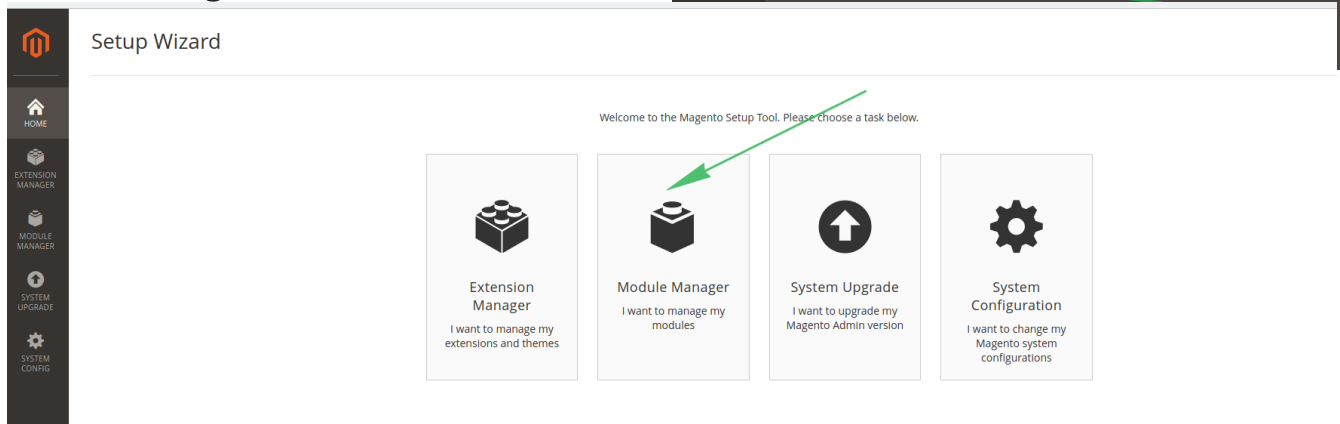 Setup Wizard
HOME
EXTENSION
MANAGER
MODULE
MANAGER
SYSTEM
UPGRADE
SYSTEM
CONFIG
Welcome to the Magento Setup Tool. Please choose a task below.
Extension
Manager
I want to manage my
extensions and themes
Module Manager
I want to manage my
modules
System Upgrade
I want to upgrade my
Magento Admin version
System
Configuration
I want to change my
Magento system
configurations